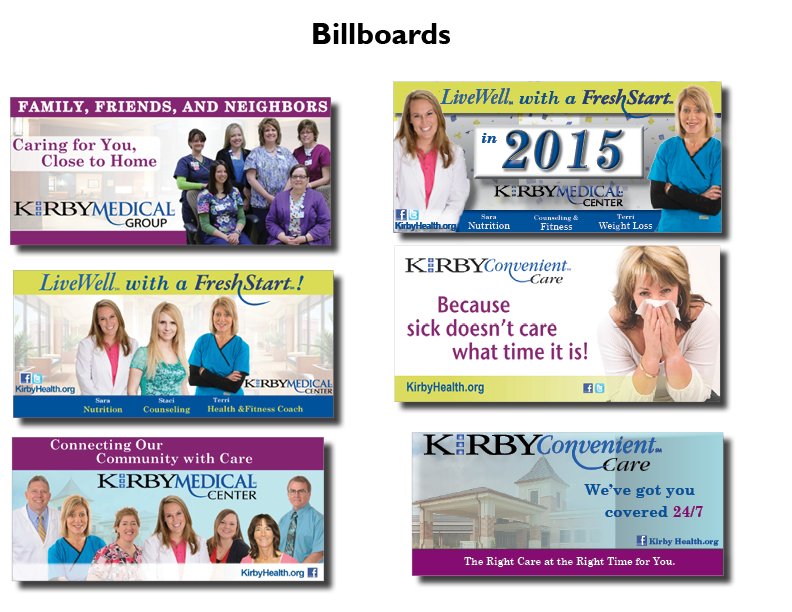 Billboards
FAMILY, FRIENDS, AND NEIGHBORS
Caring for You,
Close to Home
KIRBYMEDICAL
GROUP
LiveWell™ with a FreshStart™
in 2015
KIRBYMEDICAL
CENTER
KirbyHealth.org
Sara
Nutrition
Counseling &
Fitness
Terri
Weight Loss
LiveWell™ with a FreshStart™!
KirbyHealth.org
KIRBYMEDICAL
CENTER
Sara
Nutrition
Staci
Counseling
Terri
Health &Fitness Coach
KIRBYConvenient
Care
Because
sick doesn't care
what time it is!
KirbyHealth.org
Connecting Our
Community with Care
KIRBYMEDICAL
CENTER
KirbyHealth.org
KIRBYConvenient
Care
We've got you
covered 24/7
Kirby Health.org
The Right Care at the Right Time for You.